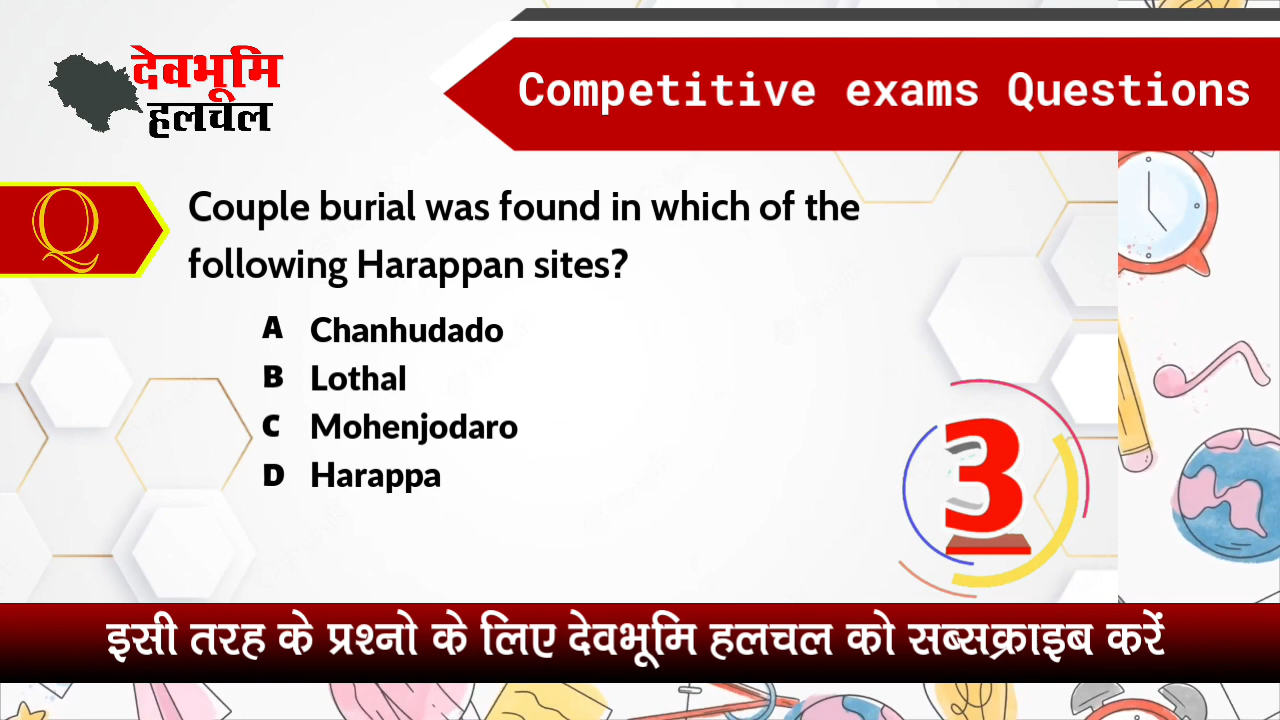 देवभूमि
हलचल
Competitive exams Questions
Q
Couple burial was found in which of the
following Harappan sites?
A Chanhudado
B Lothal
C Mohenjodaro
D Harappa
3
इसी तरह के प्रश्नो के लिए देवभूमि हलचल को सब्सक्राइब करें